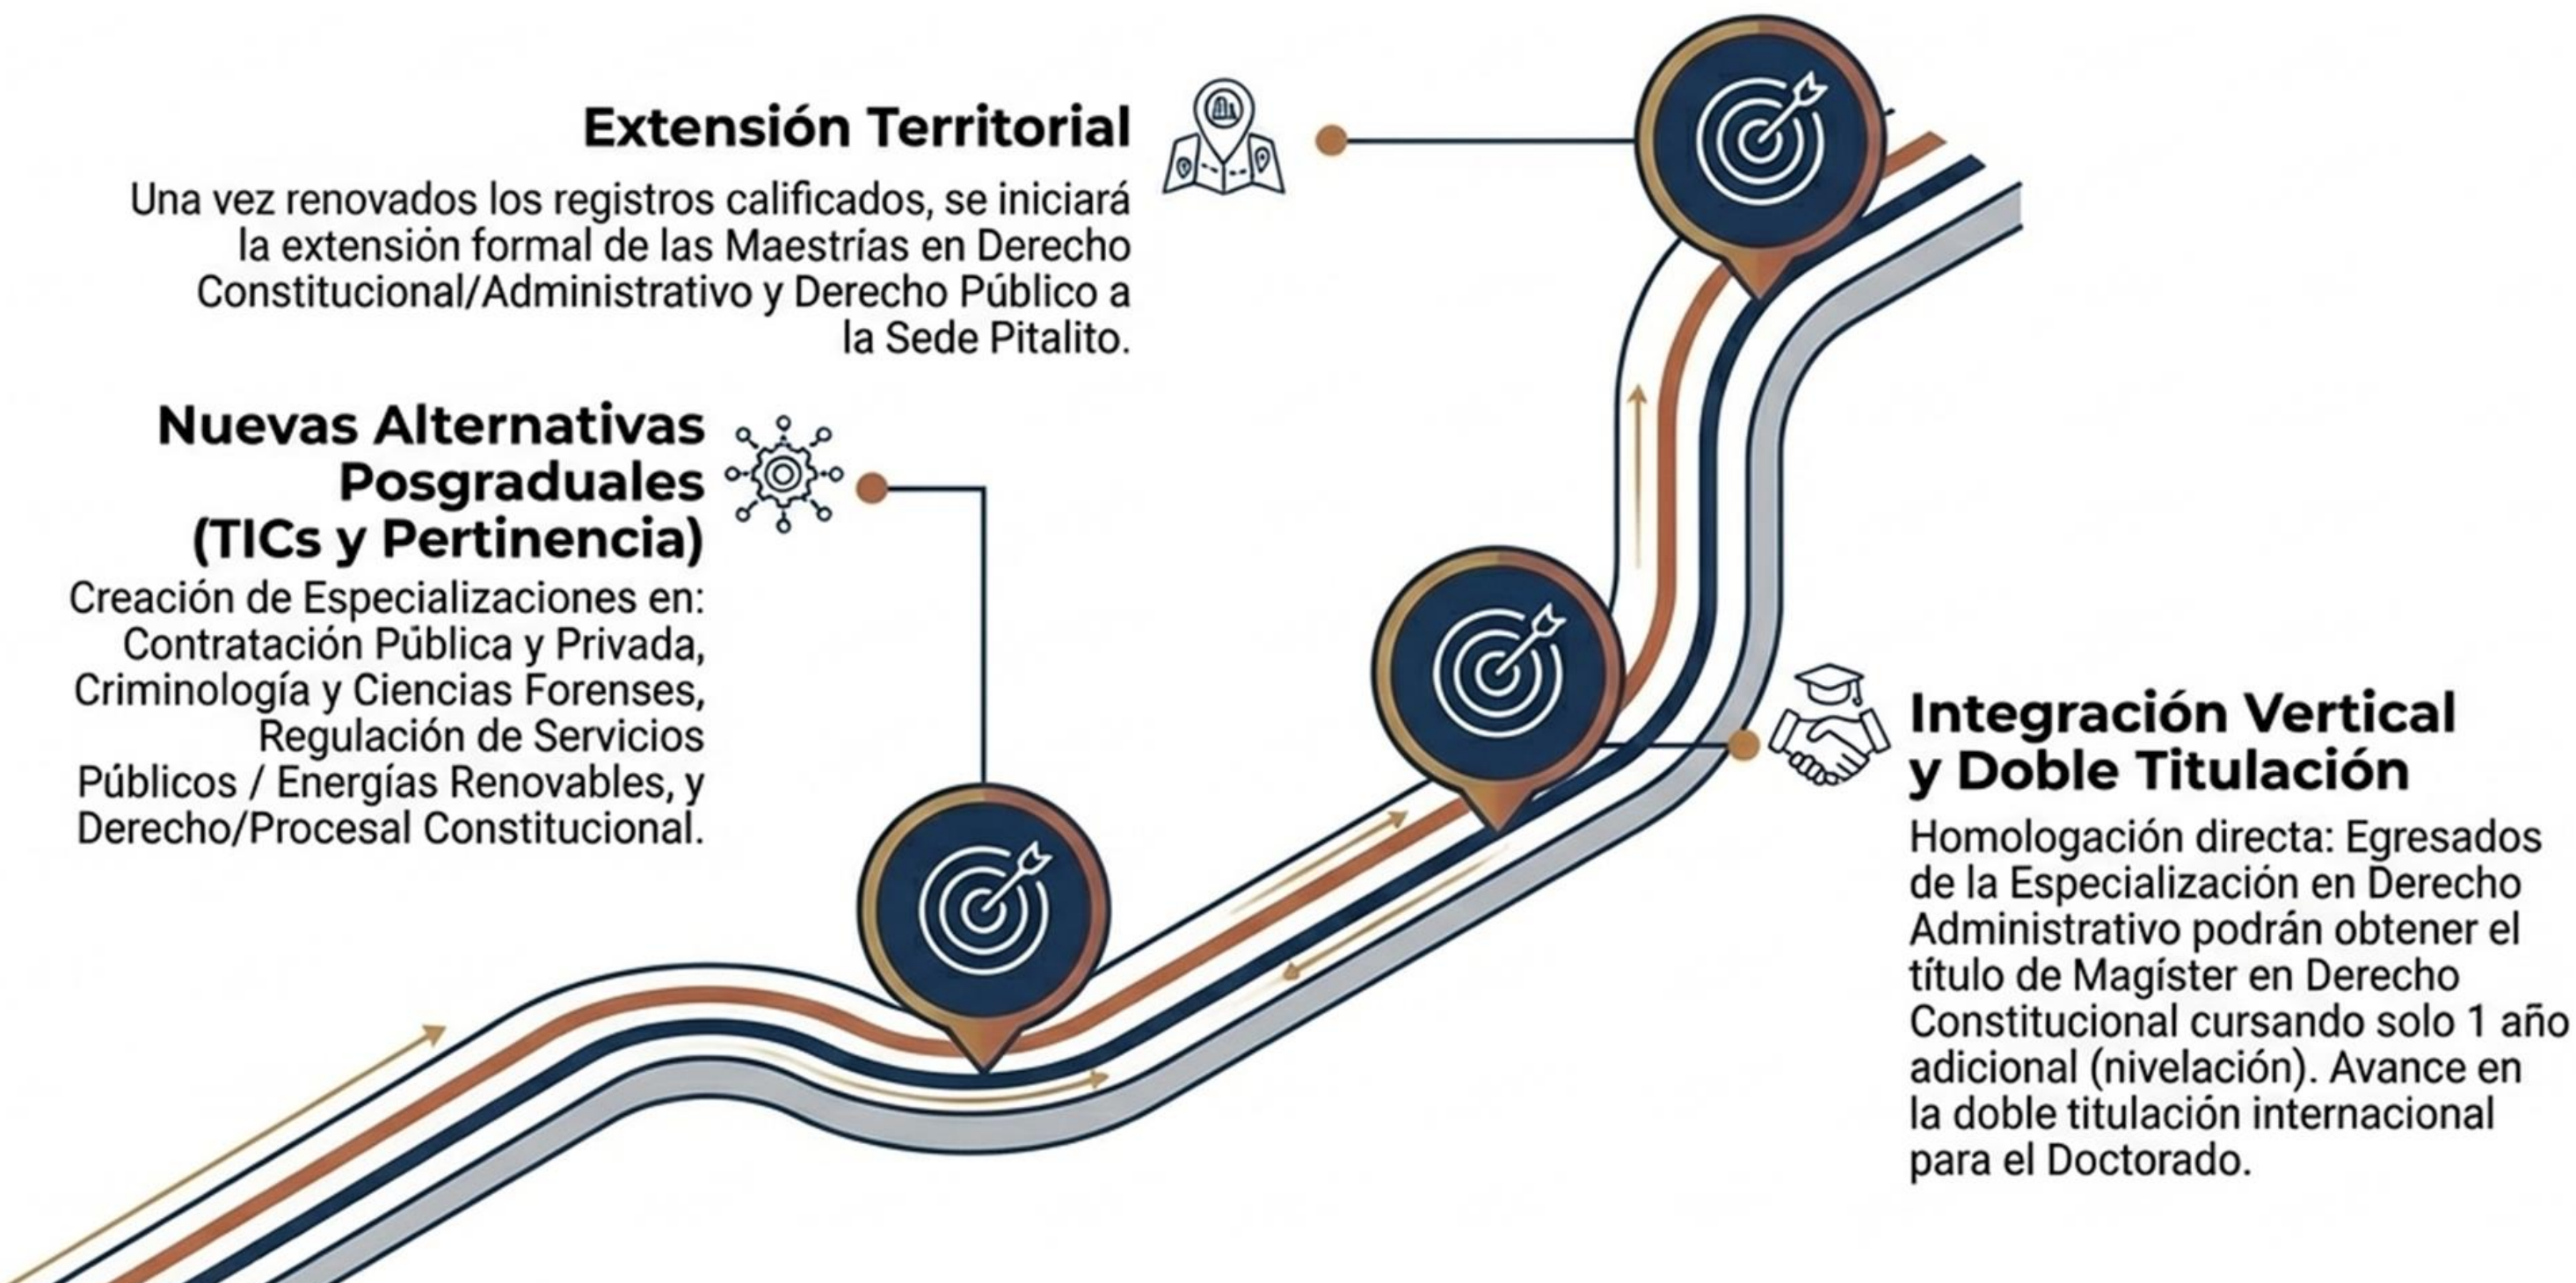 Extensión Territorial
Una vez renovados los registros calificados, se iniciará
la extensión formal de las Maestrías en Derecho
Constitucional/Administrativo y Derecho Público a
la Sede Pitalito.
Nuevas Alternativas
Posgraduales
(TICs y Pertinencia)
Creación de Especializaciones en:
Contratación Pública y Privada,
Criminología y Ciencias Forenses,
Regulación de Servicios
Públicos / Energías Renovables, y
Derecho/Procesal Constitucional.
Integración Vertical
y Doble Titulación
Homologación directa: Egresados
de la Especialización en Derecho
Administrativo podrán obtener el
título de Magíster en Derecho
Constitucional cursando solo 1 año
adicional (nivelación). Avance en
la doble titulación internacional
para el Doctorado.